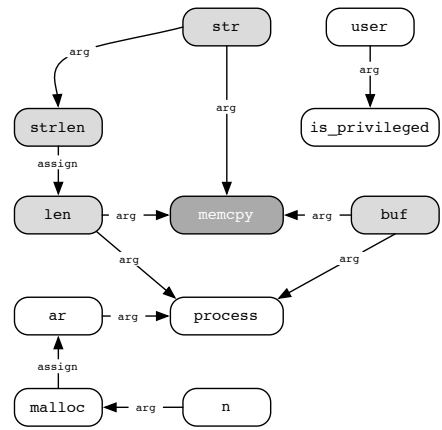 str
user
arg
arg
arg
strlen
is_privileged
assign
len
arg
memcpy
arg
buf
arg
arg
ar
arg
process
assign
malloc
arg
n